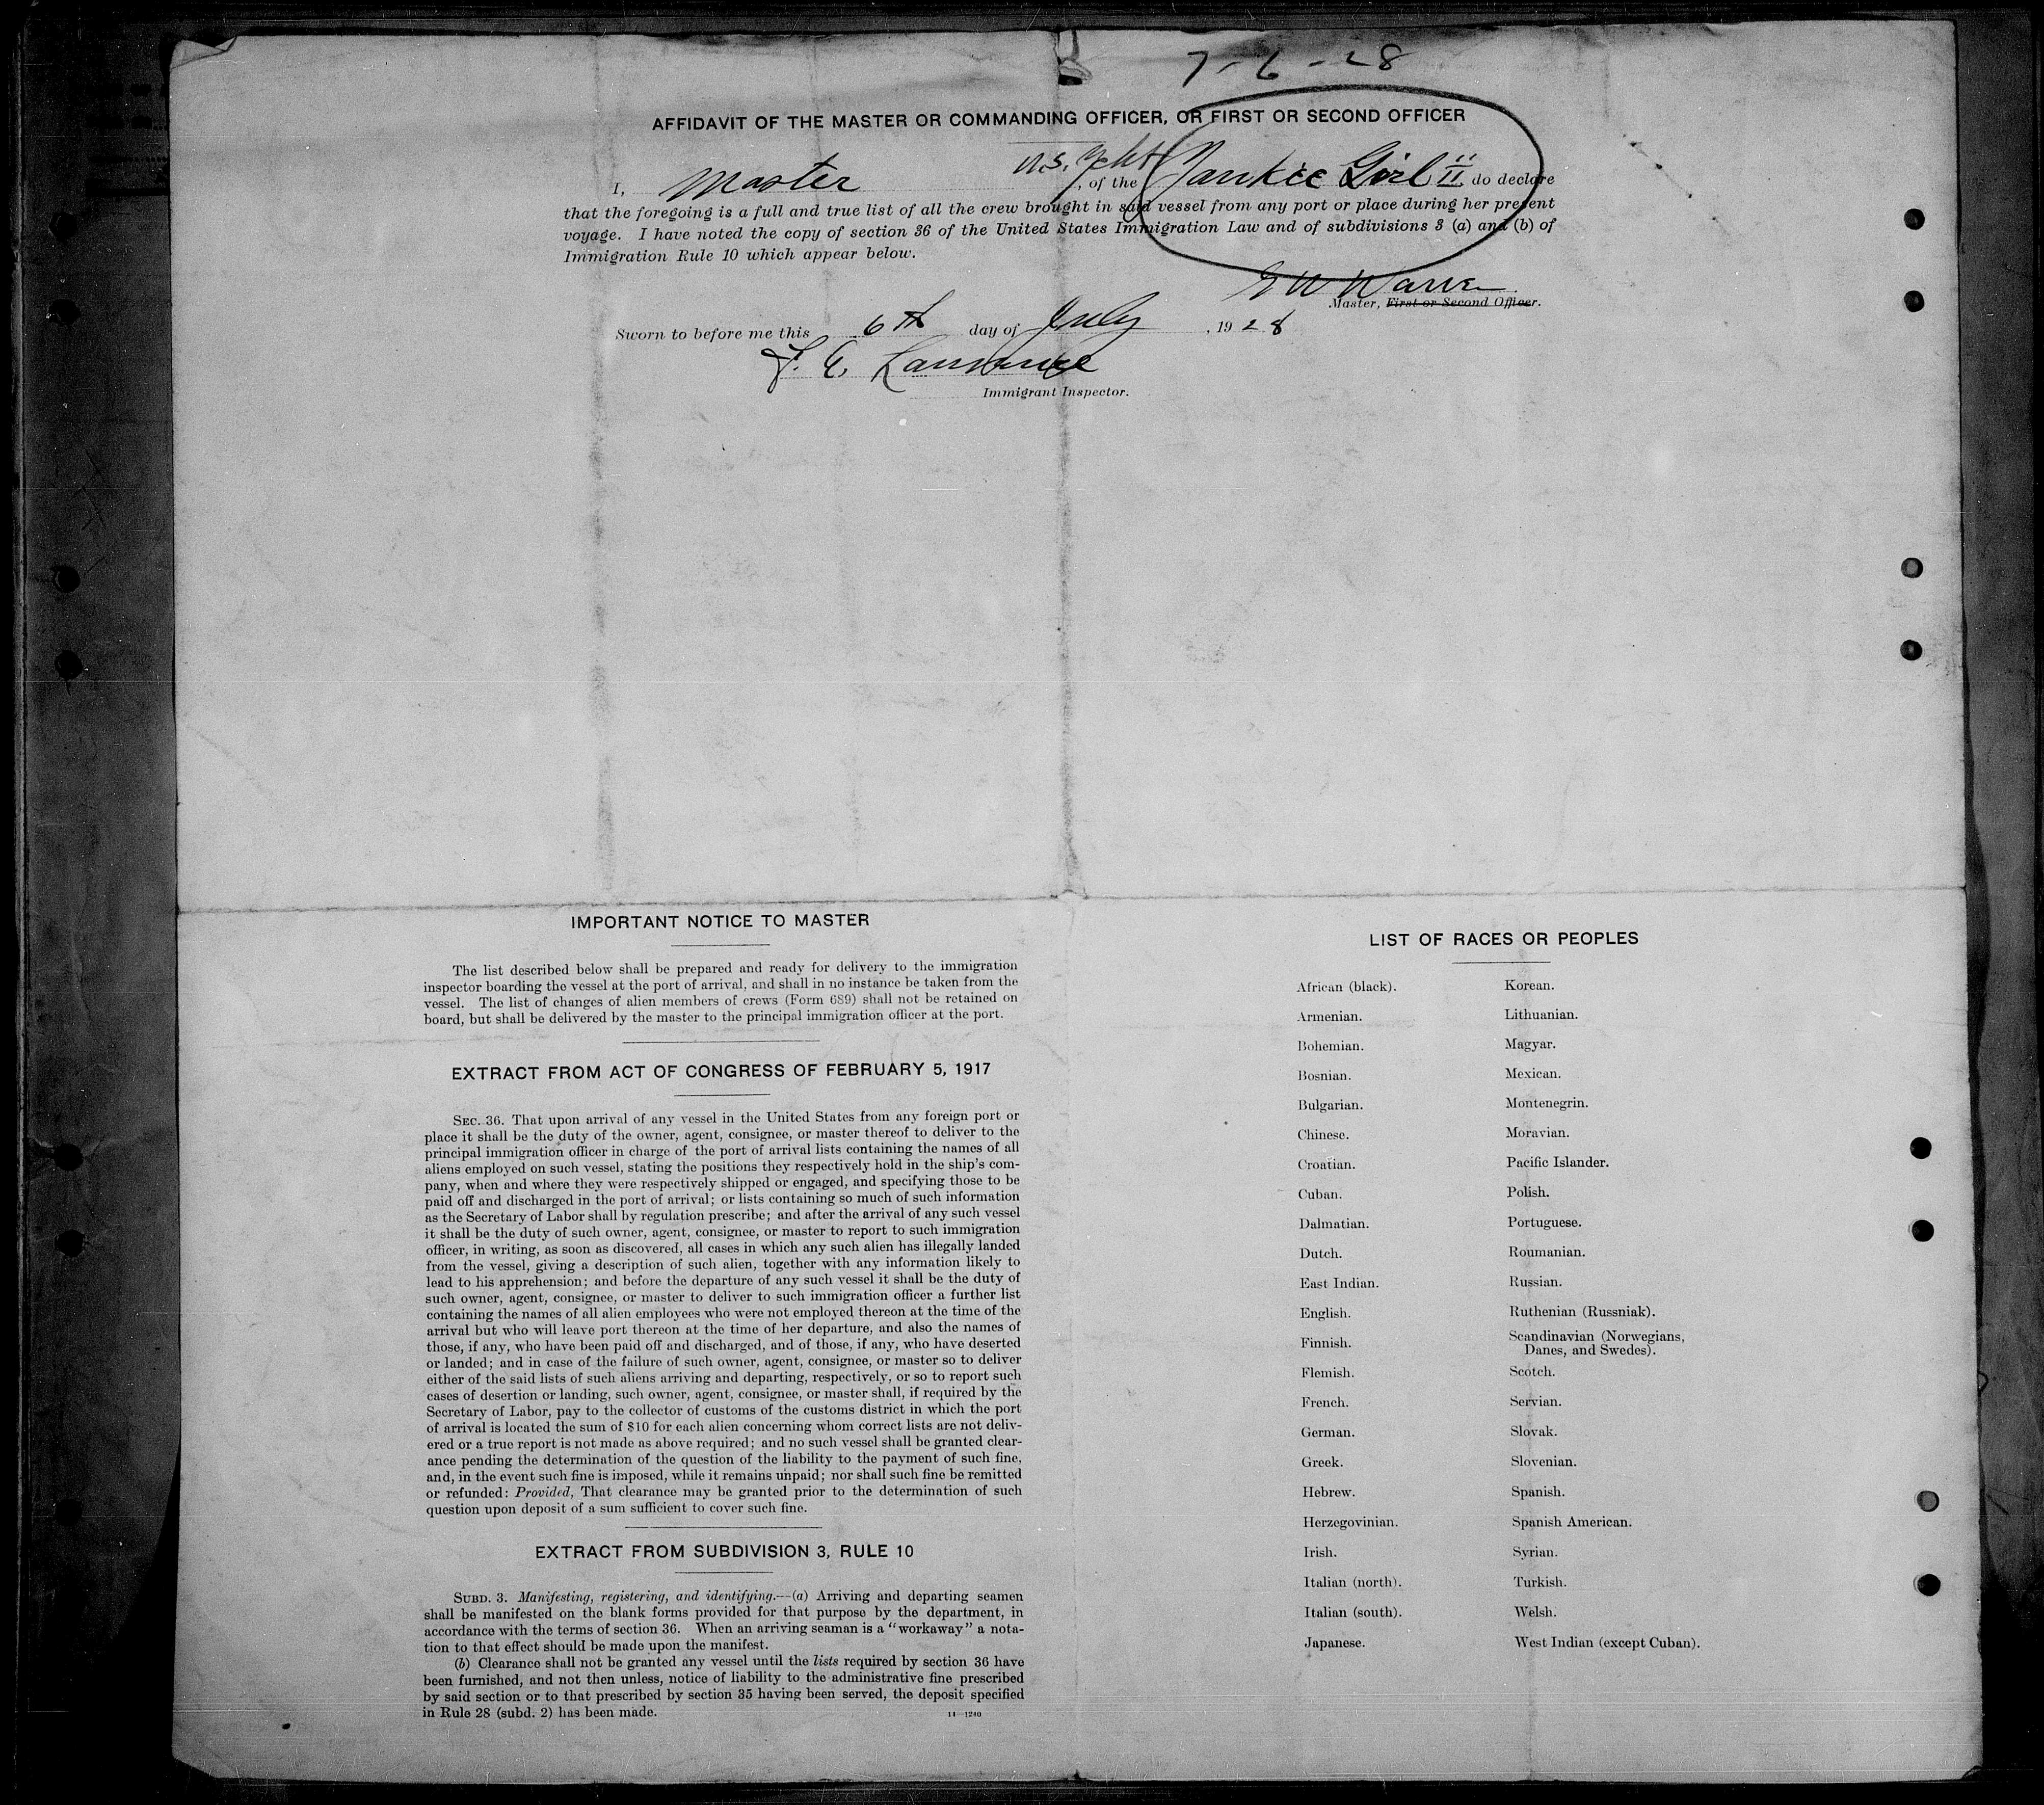 7-6-28
AFFIDAVIT OF THE MASTER OR COMMANDING OFFICER, OR FIRST OR SECOND OFFICER
I, Master U.S. Ycht, of the Yankee Girl II do declare
that the foregoing is a full and true list of all the crew brought in said vessel from any port or place during her present
voyage. I have noted the copy of section 36 of the United States Immigration Law and of subdivisions 3 (a) and (b) of
Immigration Rule 10 which appear below.
Master, First or Second Officer.
Sworn to before me this 6th day of July, 1928
Immigrant Inspector.
IMPORTANT NOTICE TO MASTER
The list described below shall be prepared and ready for delivery to the immigration
inspector boarding the vessel at the port of arrival, and shall in no instance be taken from the
vessel. The list of changes of alien members of crews (Form 689) shall not be retained on
board, but shall be delivered by the master to the principal immigration officer at the port.
EXTRACT FROM ACT OF CONGRESS OF FEBRUARY 5, 1917
SEC. 36. That upon arrival of any vessel in the United States from any foreign port or
place it shall be the duty of the owner, agent, consignee, or master thereof to deliver to the
principal immigration officer in charge of the port of arrival lists containing the names of all
aliens employed on such vessel, stating the positions they respectively hold in the ship's com-
pany, when and where they were respectively shipped or engaged, and specifying those to be
paid off and discharged in the port of arrival; or lists containing so much of such information
as the Secretary of Labor shall by regulation prescribe; and after the arrival of any such vessel
it shall be the duty of such owner, agent, consignee, or master to report to such immigration
officer, in writing, as soon as discovered, all cases in which any such alien has illegally landed
from the vessel, giving a description of such alien, together with any information likely to
lead to his apprehension; and before the departure of any such vessel it shall be the duty of
such owner, agent, consignee, or master to deliver to such immigration officer a further list
containing the names of all alien employees who were not employed thereon at the time of the
arrival but who will leave port thereon at the time of her departure, and also the names of
those, if any, who have been paid off and discharged, and of those, if any, who have deserted
or landed; and in case of the failure of such owner, agent, consignee, or master so to deliver
either of the said lists of such aliens arriving and departing, respectively, or so to report such
cases of desertion or landing, such owner, agent, consignee, or master shall, if required by the
Secretary of Labor, pay to the collector of customs of the customs district in which the port
of arrival is located the sum of $10 for each alien concerning whom correct lists are not deliv-
ered or a true report is not made as above required; and no such vessel shall be granted clear-
ance pending the determination of the question of the liability to the payment of such fine,
and, in the event such fine is imposed, while it remains unpaid; nor shall such fine be remitted
or refunded: Provided, That clearance may be granted prior to the determination of such
question upon deposit of a sum sufficient to cover such fine.
EXTRACT FROM SUBDIVISION 3, RULE 10
SUBD. 3. Manifesting, registering, and identifying.—(a) Arriving and departing seamen
shall be manifested on the blank forms provided for that purpose by the department, in
accordance with the terms of section 36. When an arriving seaman is a "workaway" a nota-
tion to that effect should be made upon the manifest.
(b) Clearance shall not be granted any vessel until the lists required by section 36 have
been furnished, and not then unless, notice of liability to the administrative fine prescribed
by said section or to that prescribed by section 35 having been served, the deposit specified
in Rule 28 (subd. 2) has been made.
14—1240
LIST OF RACES OR PEOPLES
African (black).
Armenian.
Bohemian.
Bosnian.
Bulgarian.
Chinese.
Croatian.
Cuban.
Dalmatian.
Dutch.
East Indian.
English.
Finnish.
Flemish.
French.
German.
Greek.
Hebrew.
Herzegovinian.
Irish.
Italian (north).
Italian (south).
Japanese.
Korean.
Lithuanian.
Magyar.
Mexican.
Montenegrin.
Moravian.
Pacific Islander.
Polish.
Portuguese.
Roumanian.
Russian.
Ruthenian (Russniak).
Scandinavian (Norwegians,
Danes, and Swedes).
Scotch.
Servian.
Slovak.
Slovenian.
Spanish.
Spanish American.
Syrian.
Turkish.
Welsh.
West Indian (except Cuban).